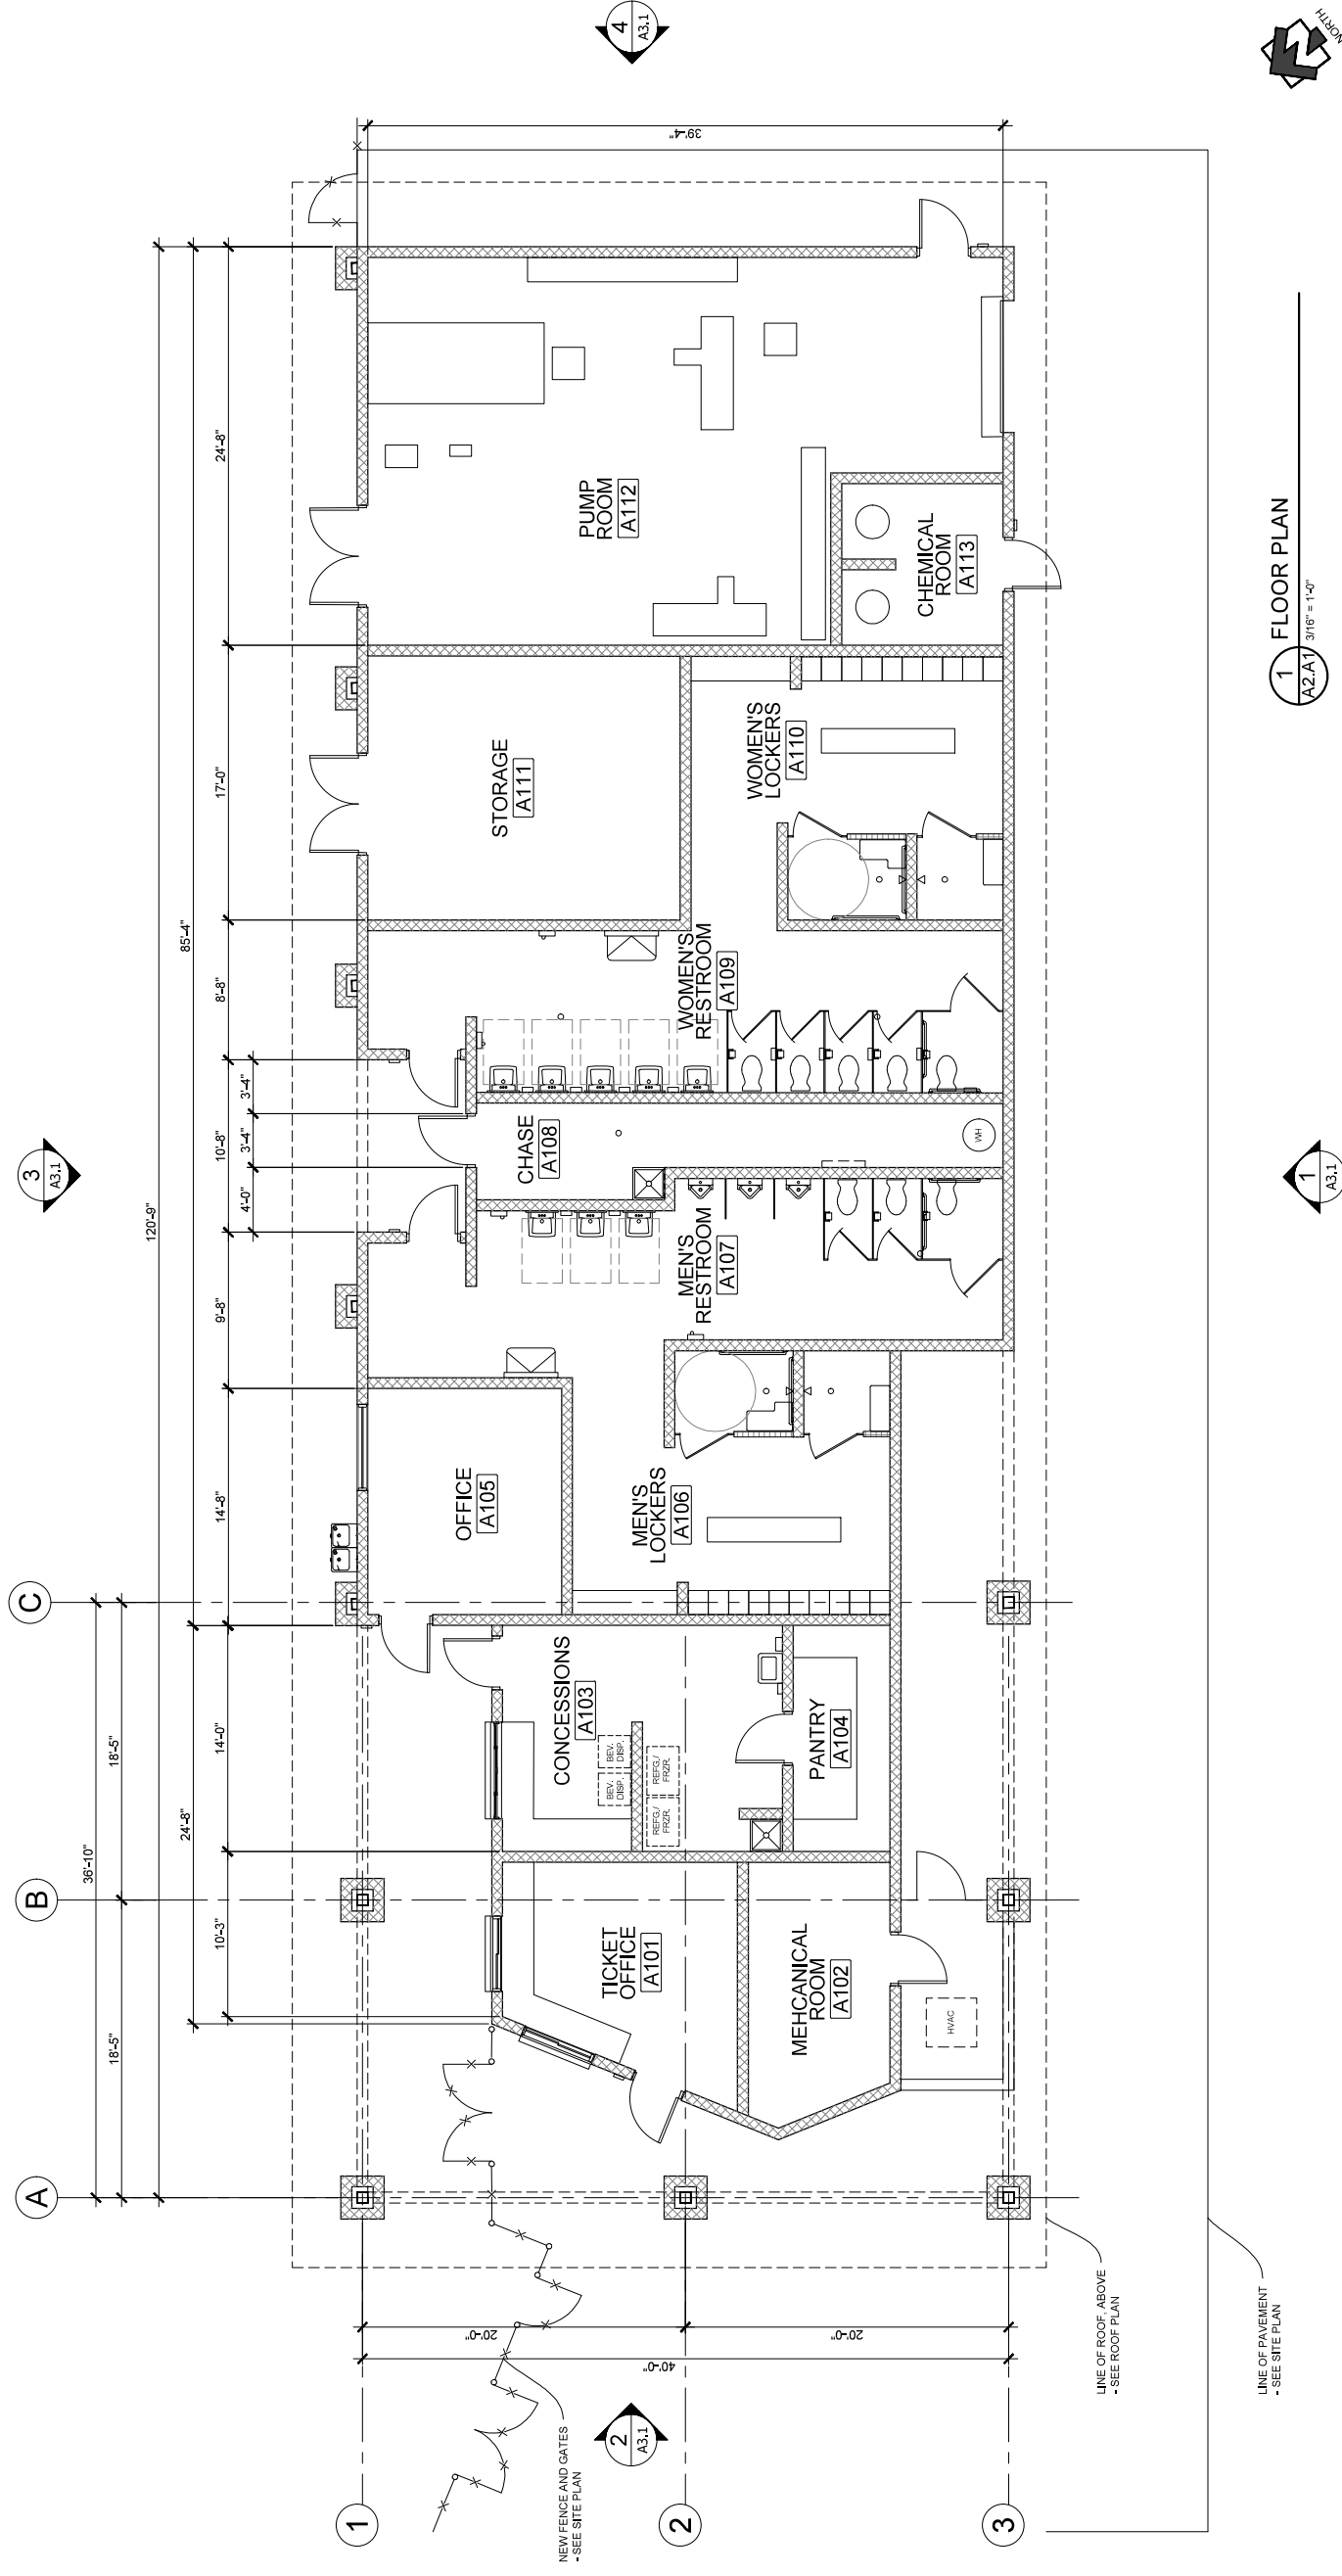 4
A3.1
NORTH
39'-4"
120'-9"
85'-4"
24'-8"
17'-0"
8'-8"
3'-4"
10'-8"
3'-4"
4'-0"
9'-8"
14'-8"
36'-10"
18'-5"
18'-5"
24'-8"
14'-0"
10'-3"
3
A3.1
1
A3.1
C
B
A
PUMP
ROOM
A112
CHEMICAL
ROOM
A113
STORAGE
A111
WOMEN'S
LOCKERS
A110
WOMEN'S
RESTROOM
A109
CHASE
A108
WH
MEN'S
RESTROOM
A107
OFFICE
A105
MEN'S
LOCKERS
A106
CONCESSIONS
A103
BEV.
DISP.
BEV.
DISP.
REFG./
FRZR.
REFG./
FRZR.
PANTRY
A104
TICKET
OFFICE
A101
MEHCANICAL
ROOM
A102
HVAC
20'-0"
20'-0"
40'-0"
1
2
3
2
A3.1
NEW FENCE AND GATES
- SEE SITE PLAN
LINE OF ROOF, ABOVE
- SEE ROOF PLAN
LINE OF PAVEMENT
- SEE SITE PLAN
1
A2.A1
FLOOR PLAN
3/16" = 1'-0"